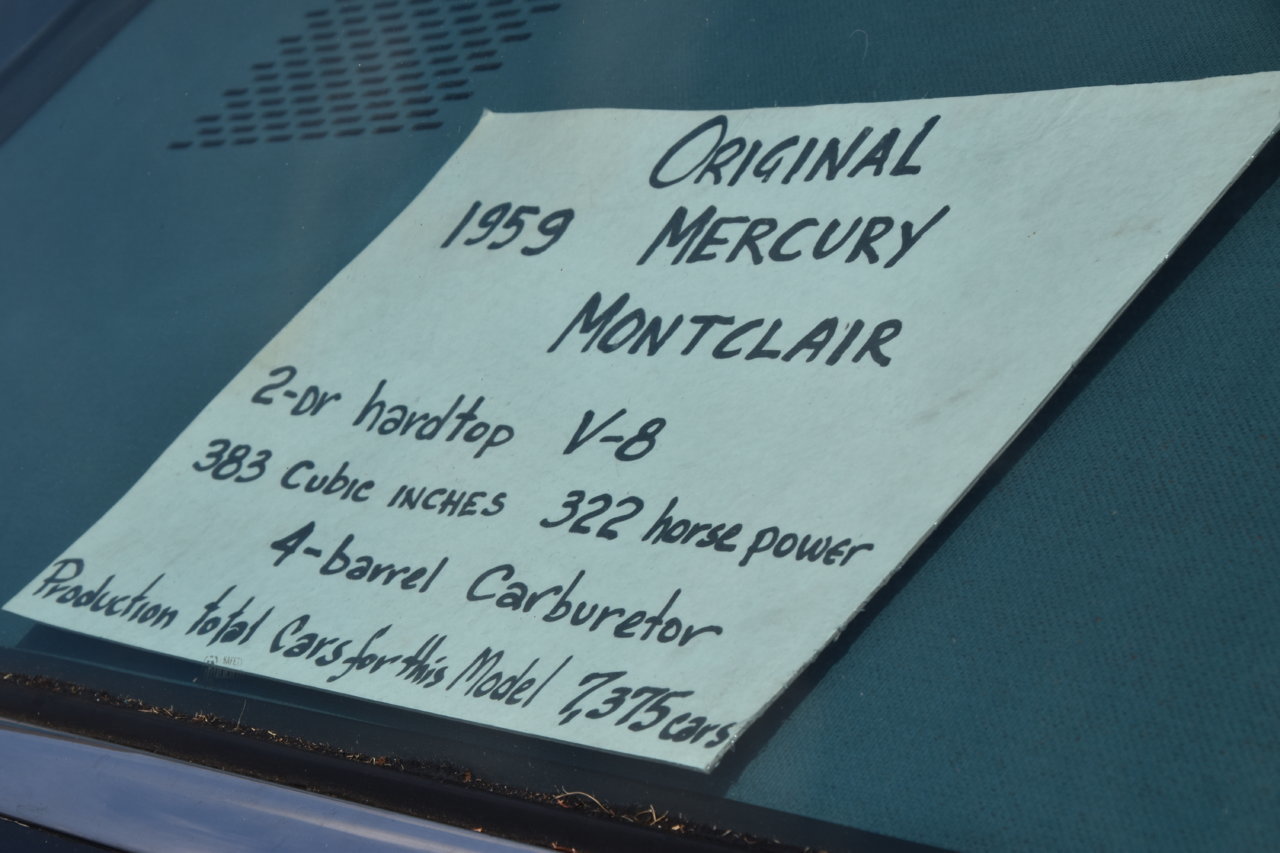 ORIGINAL
1959 MERCURY
MONTCLAIR
2-Dr hardtop V-8
383 Cubic INCHES 322 horse power
4-barrel Carburetor
Production total Cars for this Model 7,375 cars